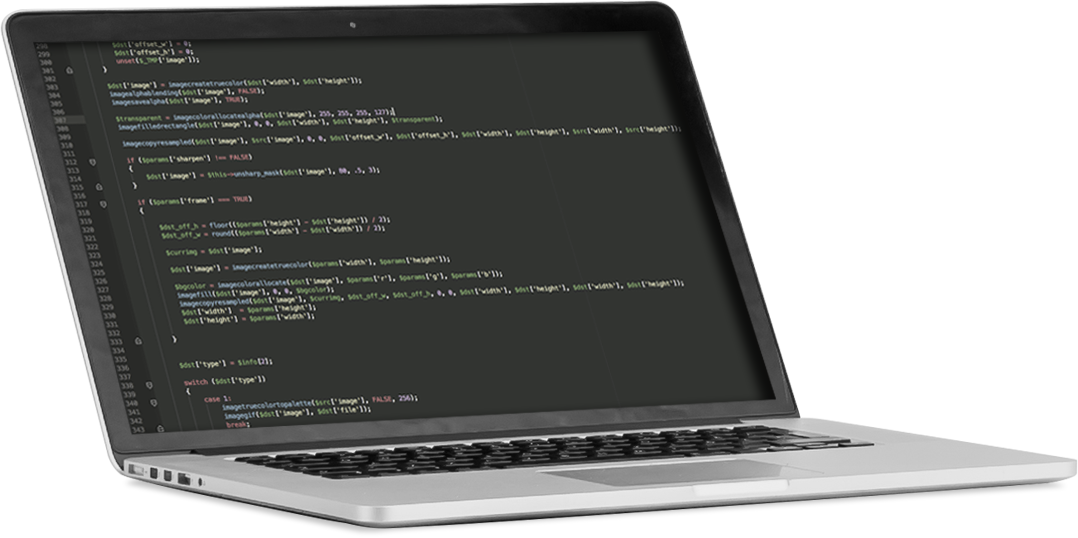 298 $dst['offset_w'] = 0;
299 $dst['offset_h'] = 0;
300 unset($_TMP['image']);
301 }
302
303 $dst['image'] = imagecreatetruecolor($dst['width'], $dst['height']);
304 imagealphablending($dst['image'], FALSE);
305 imagesavealpha($dst['image'], TRUE);
306
307 $transparent = imagecolorallocatealpha($dst['image'], 255, 255, 255, 127);
308 imagefilledrectangle($dst['image'], 0, 0, $dst['width'], $dst['height'], $transparent);
309
310 imagecopyresampled($dst['image'], $src['image'], 0, 0, $dst['offset_w'], $dst['offset_h'], $dst['width'], $dst['height'], $src['width'], $src['height']);
311
312 if ($params['sharpen'] !== FALSE)
313 {
314 $dst['image'] = $this->unsharp_mask($dst['image'], 80, .5, 3);
315 }
316
317 if ($params['frame'] === TRUE)
318 {
319
320 $dst_off_h = floor(($params['height'] - $dst['height']) / 2);
321 $dst_off_w = round(($params['width'] - $dst['width']) / 2);
322
323 $currimg = $dst['image'];
324
325 $dst['image'] = imagecreatetruecolor($params['width'], $params['height']);
326
327 $bgcolor = imagecolorallocate($dst['image'], $params['r'], $params['g'], $params['b']);
328 imagefill($dst['image'], 0, 0, $bgcolor);
329 imagecopyresampled($dst['image'], $currimg, $dst_off_w, $dst_off_h, 0, 0, $dst['width'], $dst['height'], $dst['width'], $dst['height']);
330 $dst['width'] = $params['height'];
331 $dst['height'] = $params['width'];
332
333 }
334
335
336 $dst['type'] = $info[2];
337
338 switch ($dst['type'])
339 {
340 case 1:
341 imagetruecolortopalette($src['image'], FALSE, 256);
342 imagegif($dst['image'], $dst['file']);
343 break;